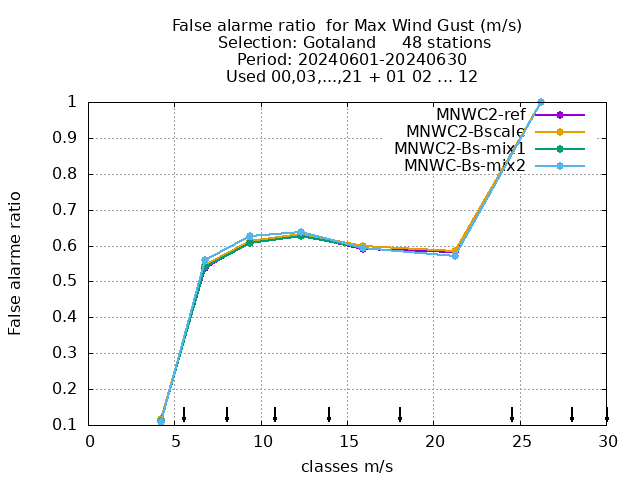 False alarme ratio  for Max Wind Gust (m/s)
Selection: Gotaland     48 stations
Period: 20240601-20240630
Used 00,03,...,21 + 01 02 ... 12
MNWC2-ref
MNWC2-Bscale
MNWC2-Bs-mix1
MNWC-Bs-mix2
False alarme ratio
1
0.9
0.8
0.7
0.6
0.5
0.4
0.3
0.2
0.1
0 5 10 15 20 25 30
classes m/s